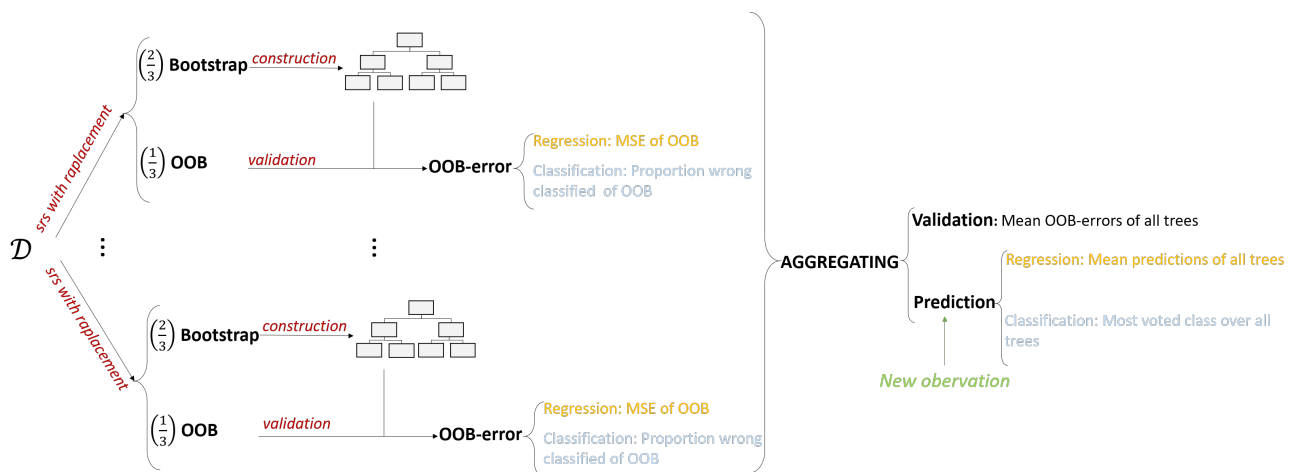 𝒟
srs with raplacement
(2/3) Bootstrap
construction
(1/3) OOB
validation
OOB-error
Regression: MSE of OOB
Classification: Proportion wrong
classified of OOB
⋮
⋮
srs with raplacement
(2/3) Bootstrap
construction
(1/3) OOB
validation
OOB-error
Regression: MSE of OOB
Classification: Proportion wrong
classified of OOB
AGGREGATING
Validation: Mean OOB-errors of all trees
Prediction
Regression: Mean predictions of all trees
Classification: Most voted class over all
trees
New obervation